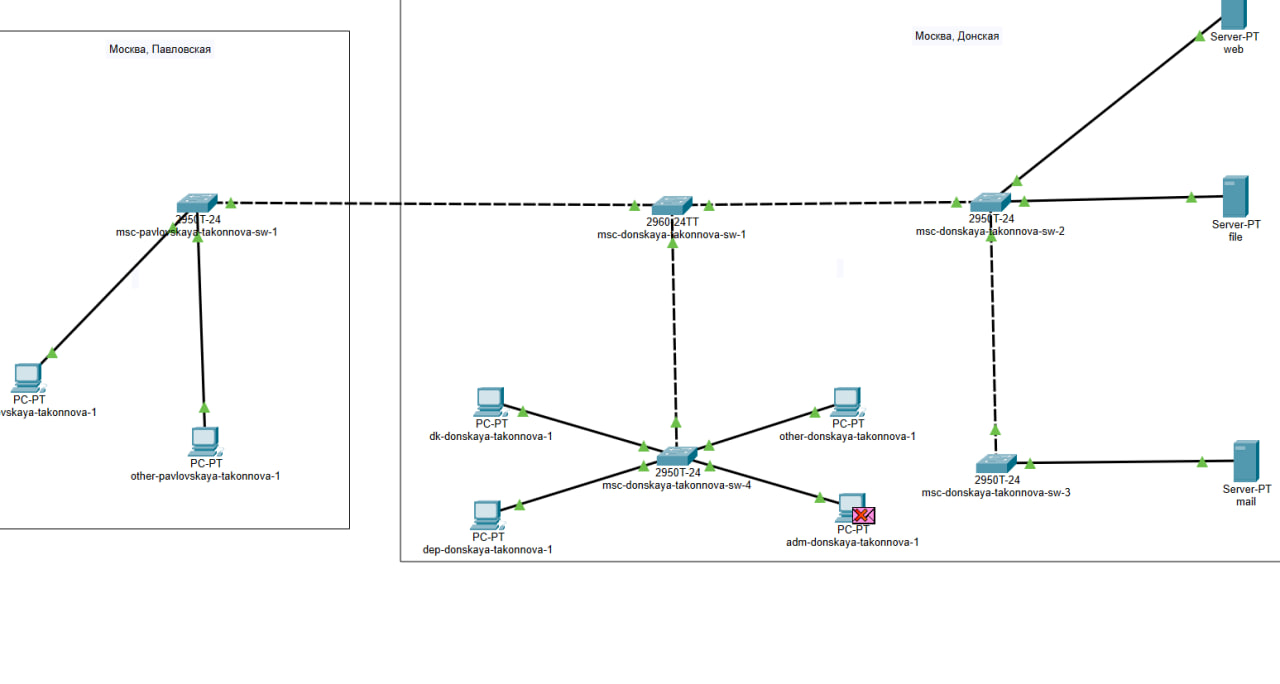 Москва, Павловская
Москва, Донская
Server-PT
web
2950T-24
msc-pavlovskaya-takonnova-sw-1
2960-24TT
msc-donskaya-takonnova-sw-1
2950T-24
msc-donskaya-takonnova-sw-2
Server-PT
file
PC-PT
vskaya-takonnova-1
PC-PT
other-pavlovskaya-takonnova-1
PC-PT
dk-donskaya-takonnova-1
PC-PT
other-donskaya-takonnova-1
2950T-24
msc-donskaya-takonnova-sw-4
2950T-24
msc-donskaya-takonnova-sw-3
Server-PT
mail
PC-PT
dep-donskaya-takonnova-1
PC-PT
adm-donskaya-takonnova-1